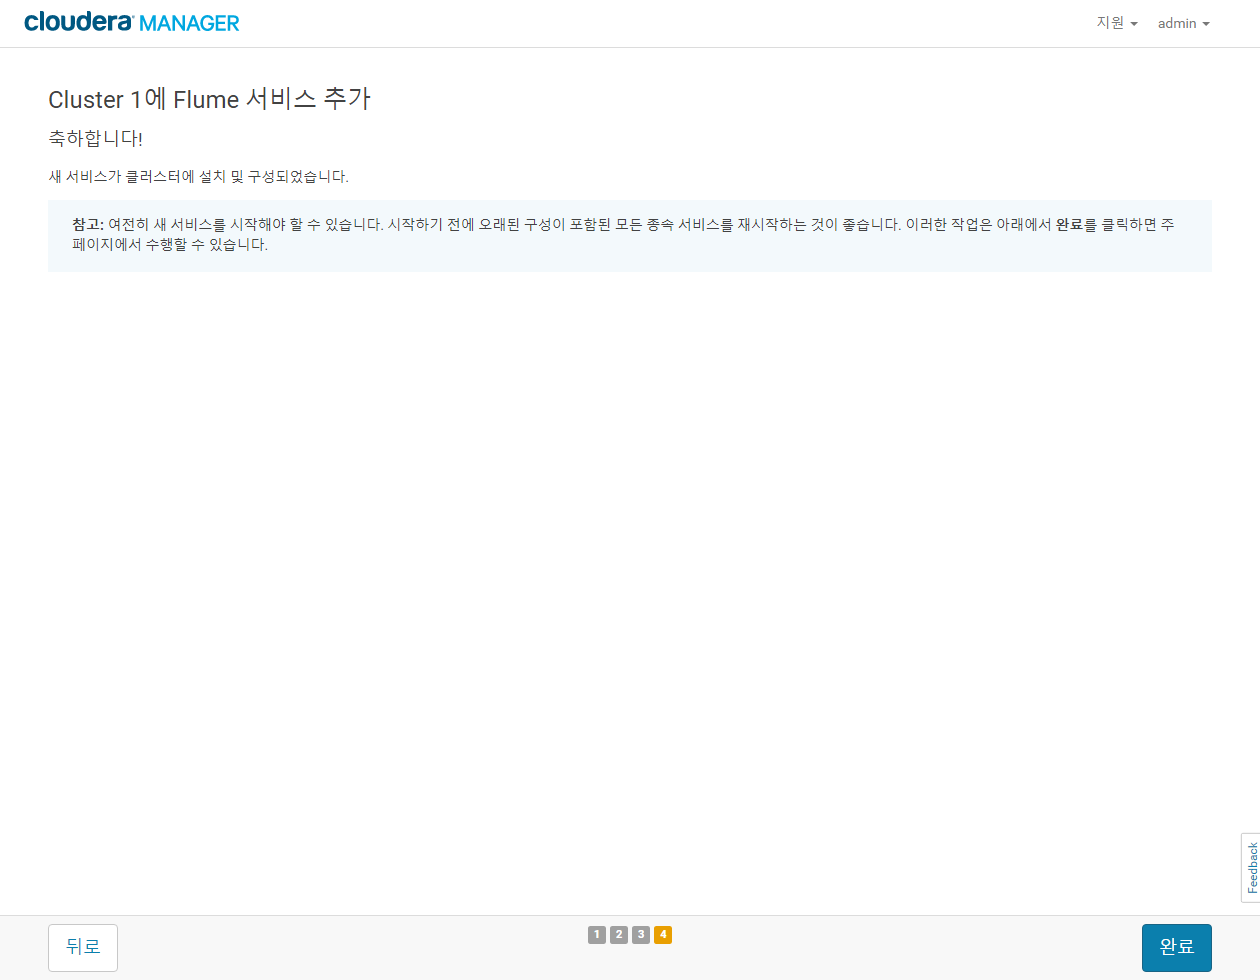 cloudera MANAGER
지원 admin
Cluster 1에 Flume 서비스 추가
축하합니다!
새 서비스가 클러스터에 설치 및 구성되었습니다.
참고: 여전히 새 서비스를 시작해야 할 수 있습니다. 시작하기 전에 오래된 구성이 포함된 모든 종속 서비스를 재시작하는 것이 좋습니다. 이러한 작업은 아래에서 완료를 클릭하면 주
페이지에서 수행할 수 있습니다.
Feedback
뒤로 1 2 3 4 완료